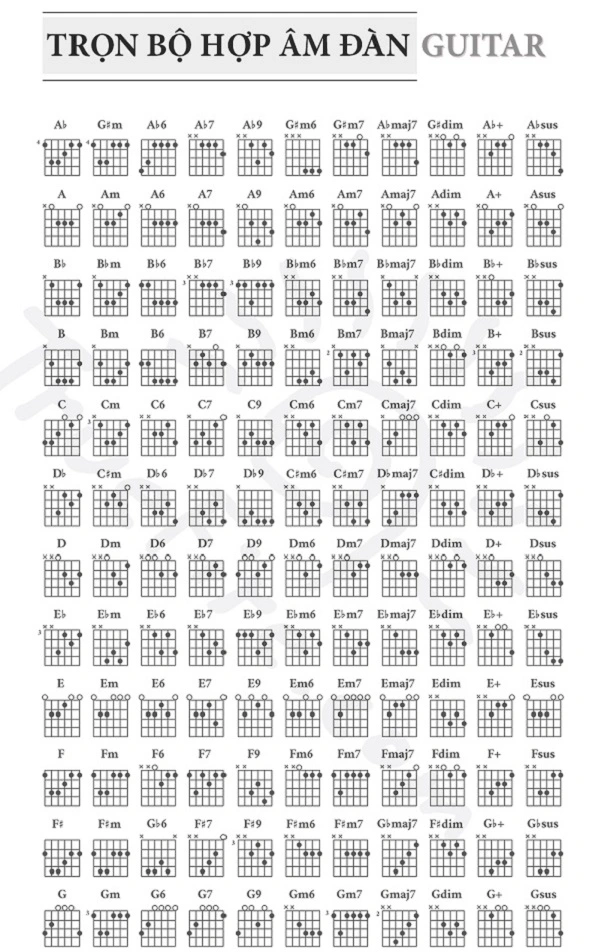 TRỌN BỘ HỢP ÂM ĐÀN GUITAR
A♭ G♯m A♭6 A♭7 A♭9 G♯m6 G♯m7 A♭maj7 G♯dim A♭+ A♭sus
A Am A6 A7 A9 Am6 Am7 Amaj7 Adim A+ Asus
B♭ B♭m B♭6 B♭7 B♭9 B♭m6 B♭m7 B♭maj7 B♭dim B♭+ B♭sus
B Bm B6 B7 B9 Bm6 Bm7 Bmaj7 Bdim B+ Bsus
C Cm C6 C7 C9 Cm6 Cm7 Cmaj7 Cdim C+ Csus
D♭ C♯m D♭6 D♭7 D♭9 C♯m6 C♯m7 D♭maj7 C♯dim D♭+ D♭sus
D Dm D6 D7 D9 Dm6 Dm7 Dmaj7 Ddim D+ Dsus
E♭ E♭m E♭6 E♭7 E♭9 E♭m6 E♭m7 E♭maj7 E♭dim E♭+ E♭sus
E Em E6 E7 E9 Em6 Em7 Emaj7 Edim E+ Esus
F Fm F6 F7 F9 Fm6 Fm7 Fmaj7 Fdim F+ Fsus
F♯ F♯m G♭6 F♯7 F♯9 F♯m6 F♯m7 G♭maj7 F♯dim G♭+ G♭sus
G Gm G6 G7 G9 Gm6 Gm7 Gmaj7 Gdim G+ Gsus